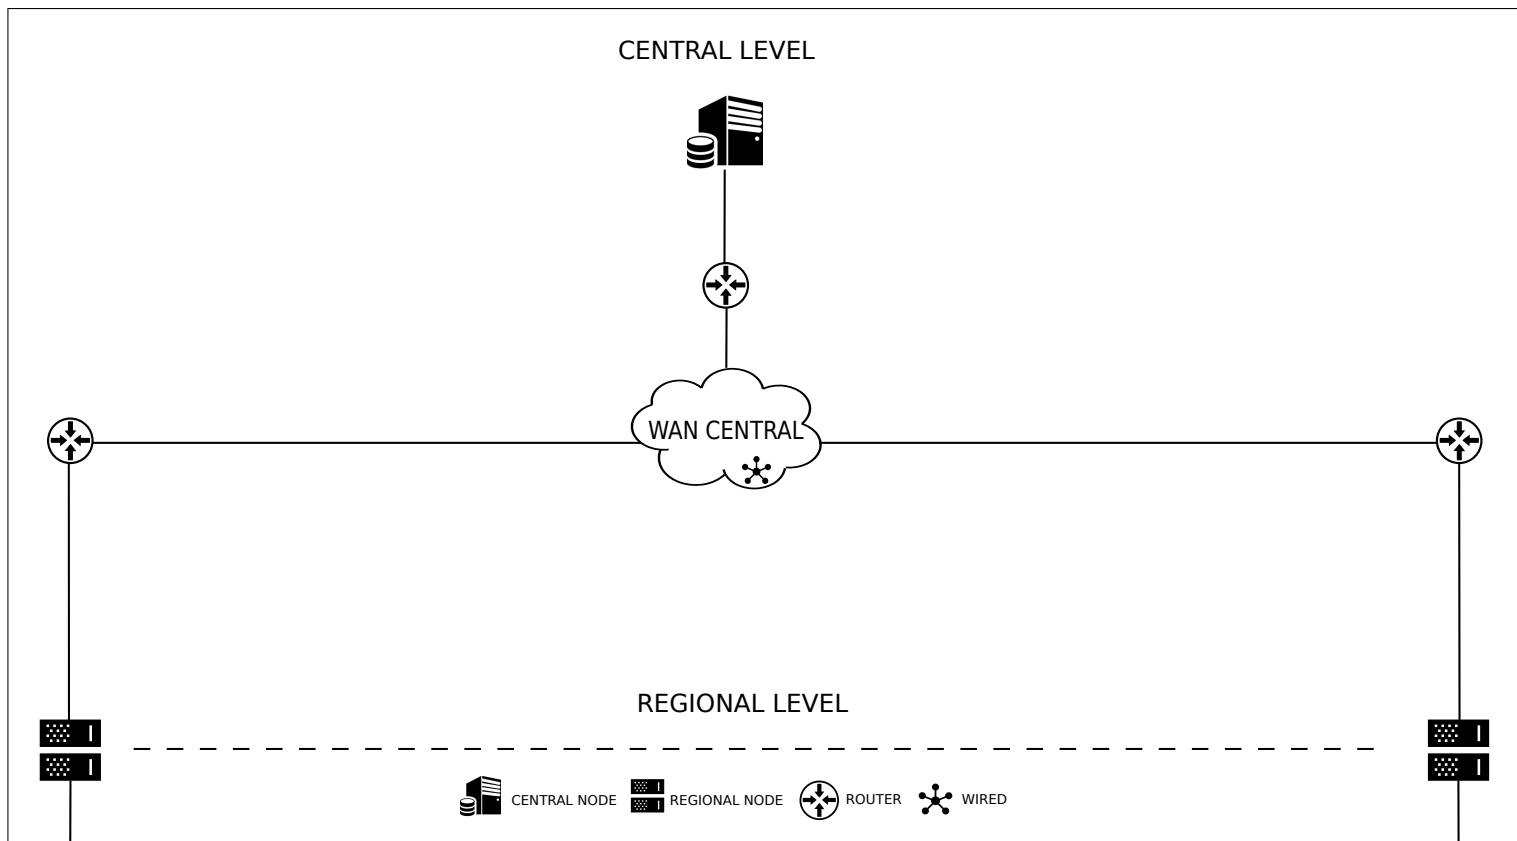 CENTRAL LEVEL
WAN CENTRAL
REGIONAL LEVEL
CENTRAL NODE
REGIONAL NODE
ROUTER
WIRED